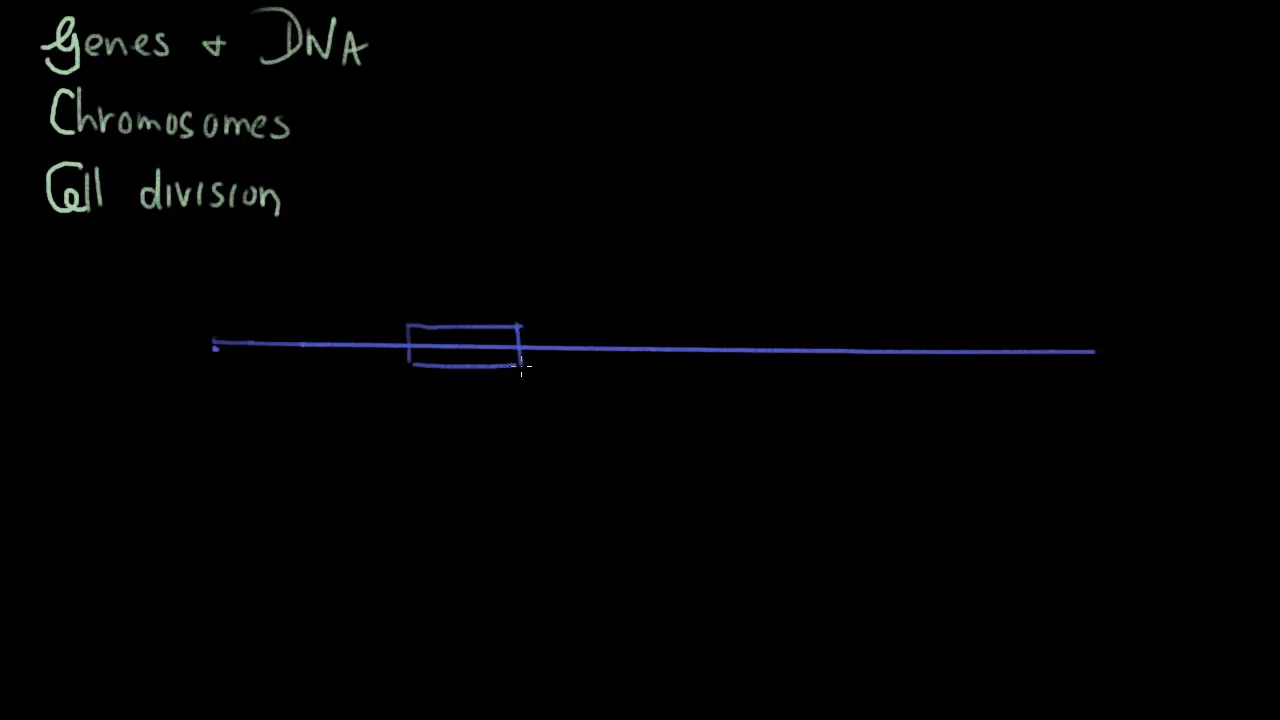 Genes + DNA
Chromosomes
Cell division